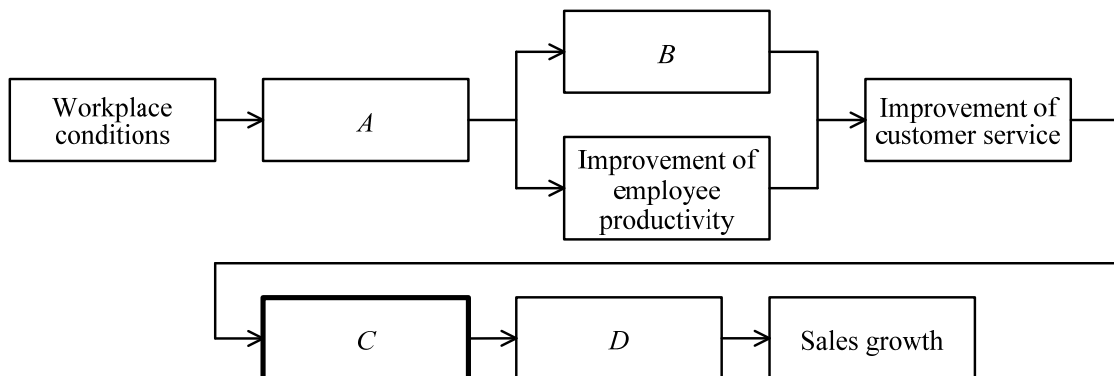 B
Workplace
conditions
A
Improvement of
customer service
Improvement of
employee
productivity
C
D
Sales growth